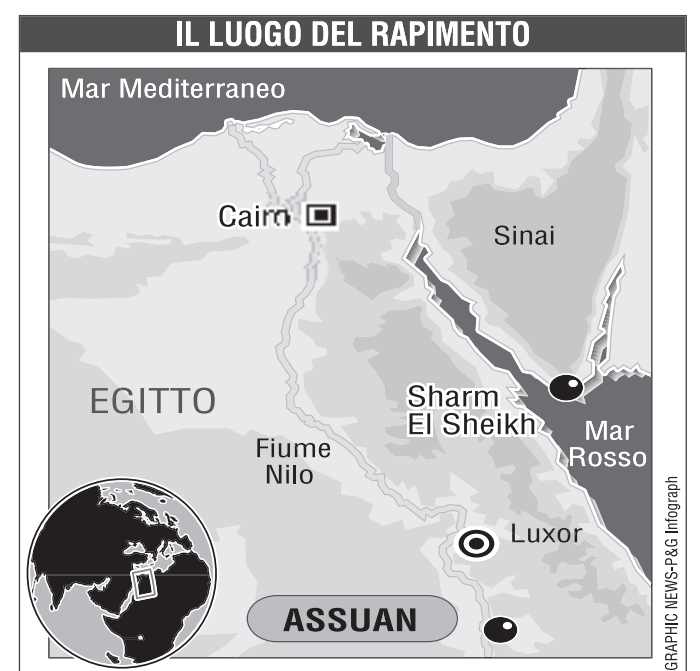 IL LUOGO DEL RAPIMENTO
Mar Mediterraneo
Cairo
Sinai
EGITTO
Sharm
El Sheikh
Mar
Rosso
Fiume
Nilo
Luxor
ASSUAN
GRAPHIC NEWS-P&G Infograph